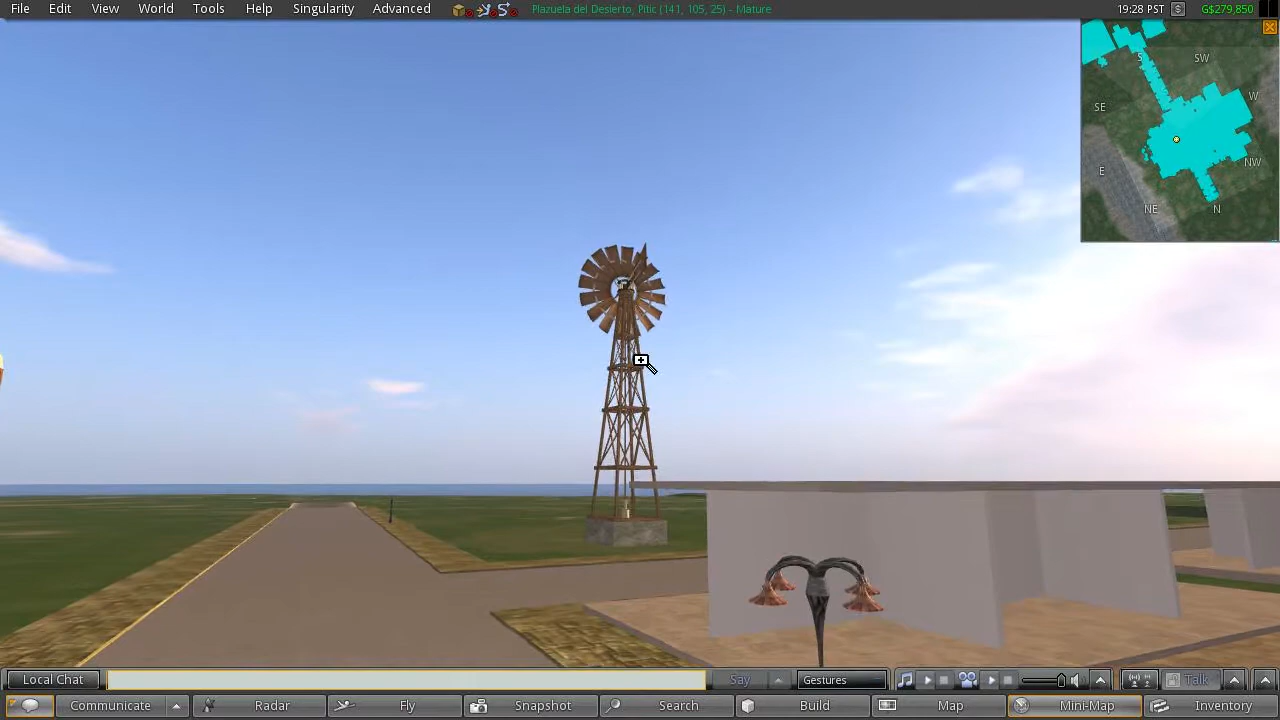 File Edit View World Tools Help Singularity Advanced
Plazuela del Desierto, Pitic (141, 105, 25) - Mature
19:28 PST $ G$279,850
S SW
W
SE
NW
E
NE N
Local Chat Say Gestures Talk
Communicate Radar Fly Snapshot Search Build Map Mini-Map Inventory